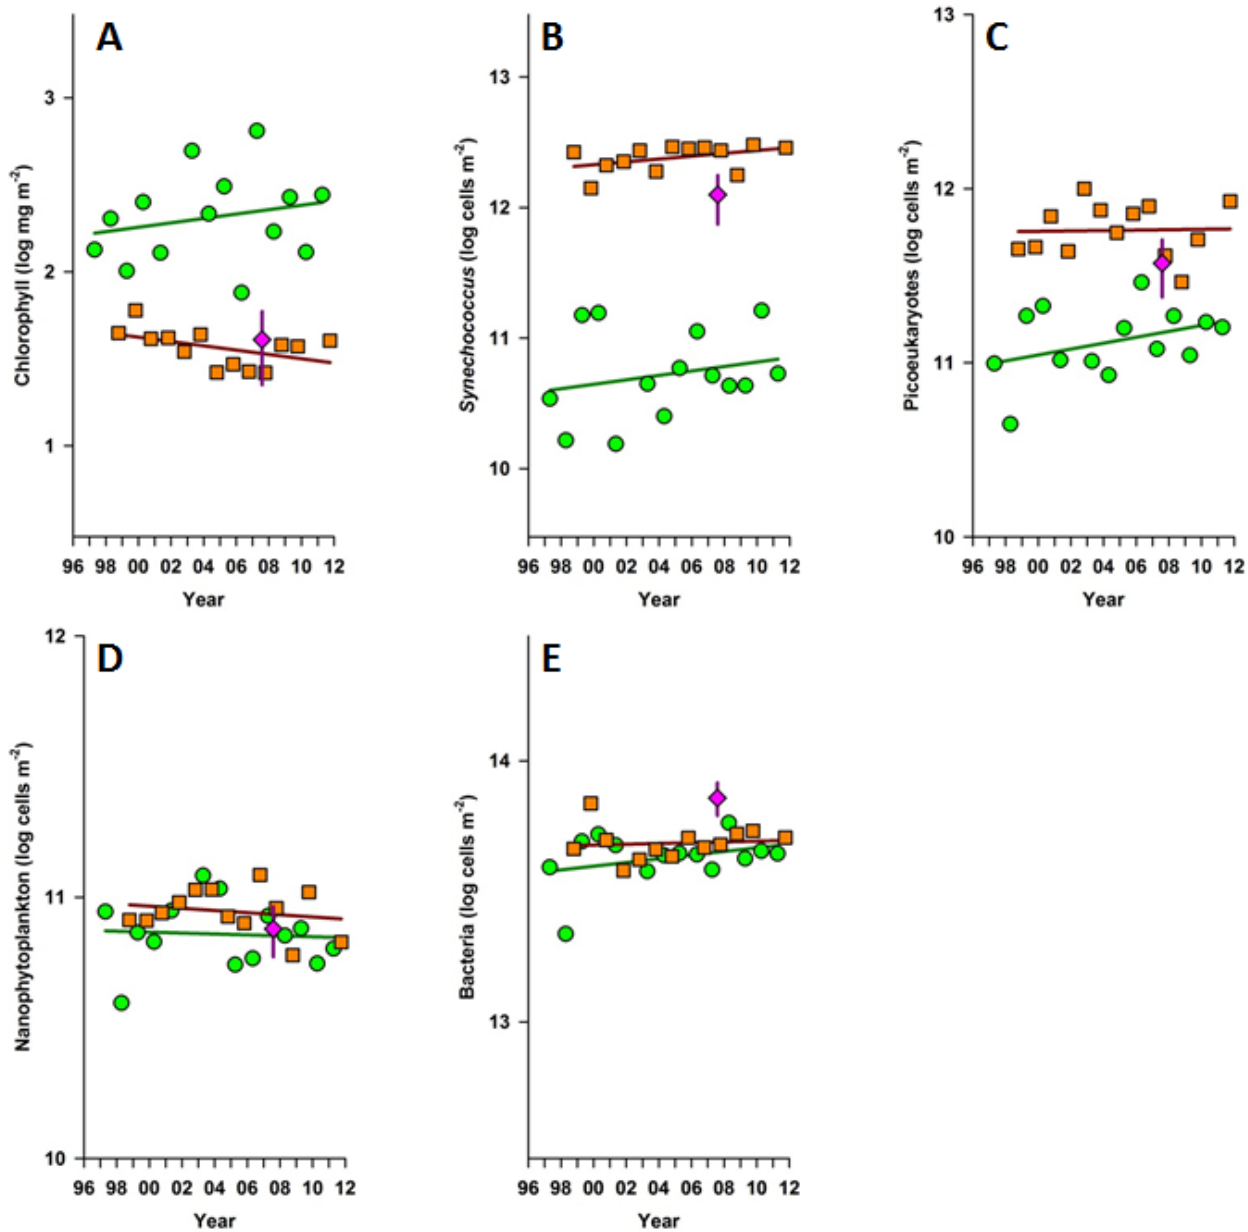 A
3
2
1
Chlorophyll (log mg m-2)
96 98 00 02 04 06 08 10 12
Year
B
13
12
11
10
Synechococcus (log cells m-2)
96 98 00 02 04 06 08 10 12
Year
C
13
12
11
10
Picoeukaryotes (log cells m-2)
96 98 00 02 04 06 08 10 12
Year
D
12
11
10
Nanophytoplankton (log cells m-2)
96 98 00 02 04 06 08 10 12
Year
E
14
13
Bacteria (log cells m-2)
96 98 00 02 04 06 08 10 12
Year